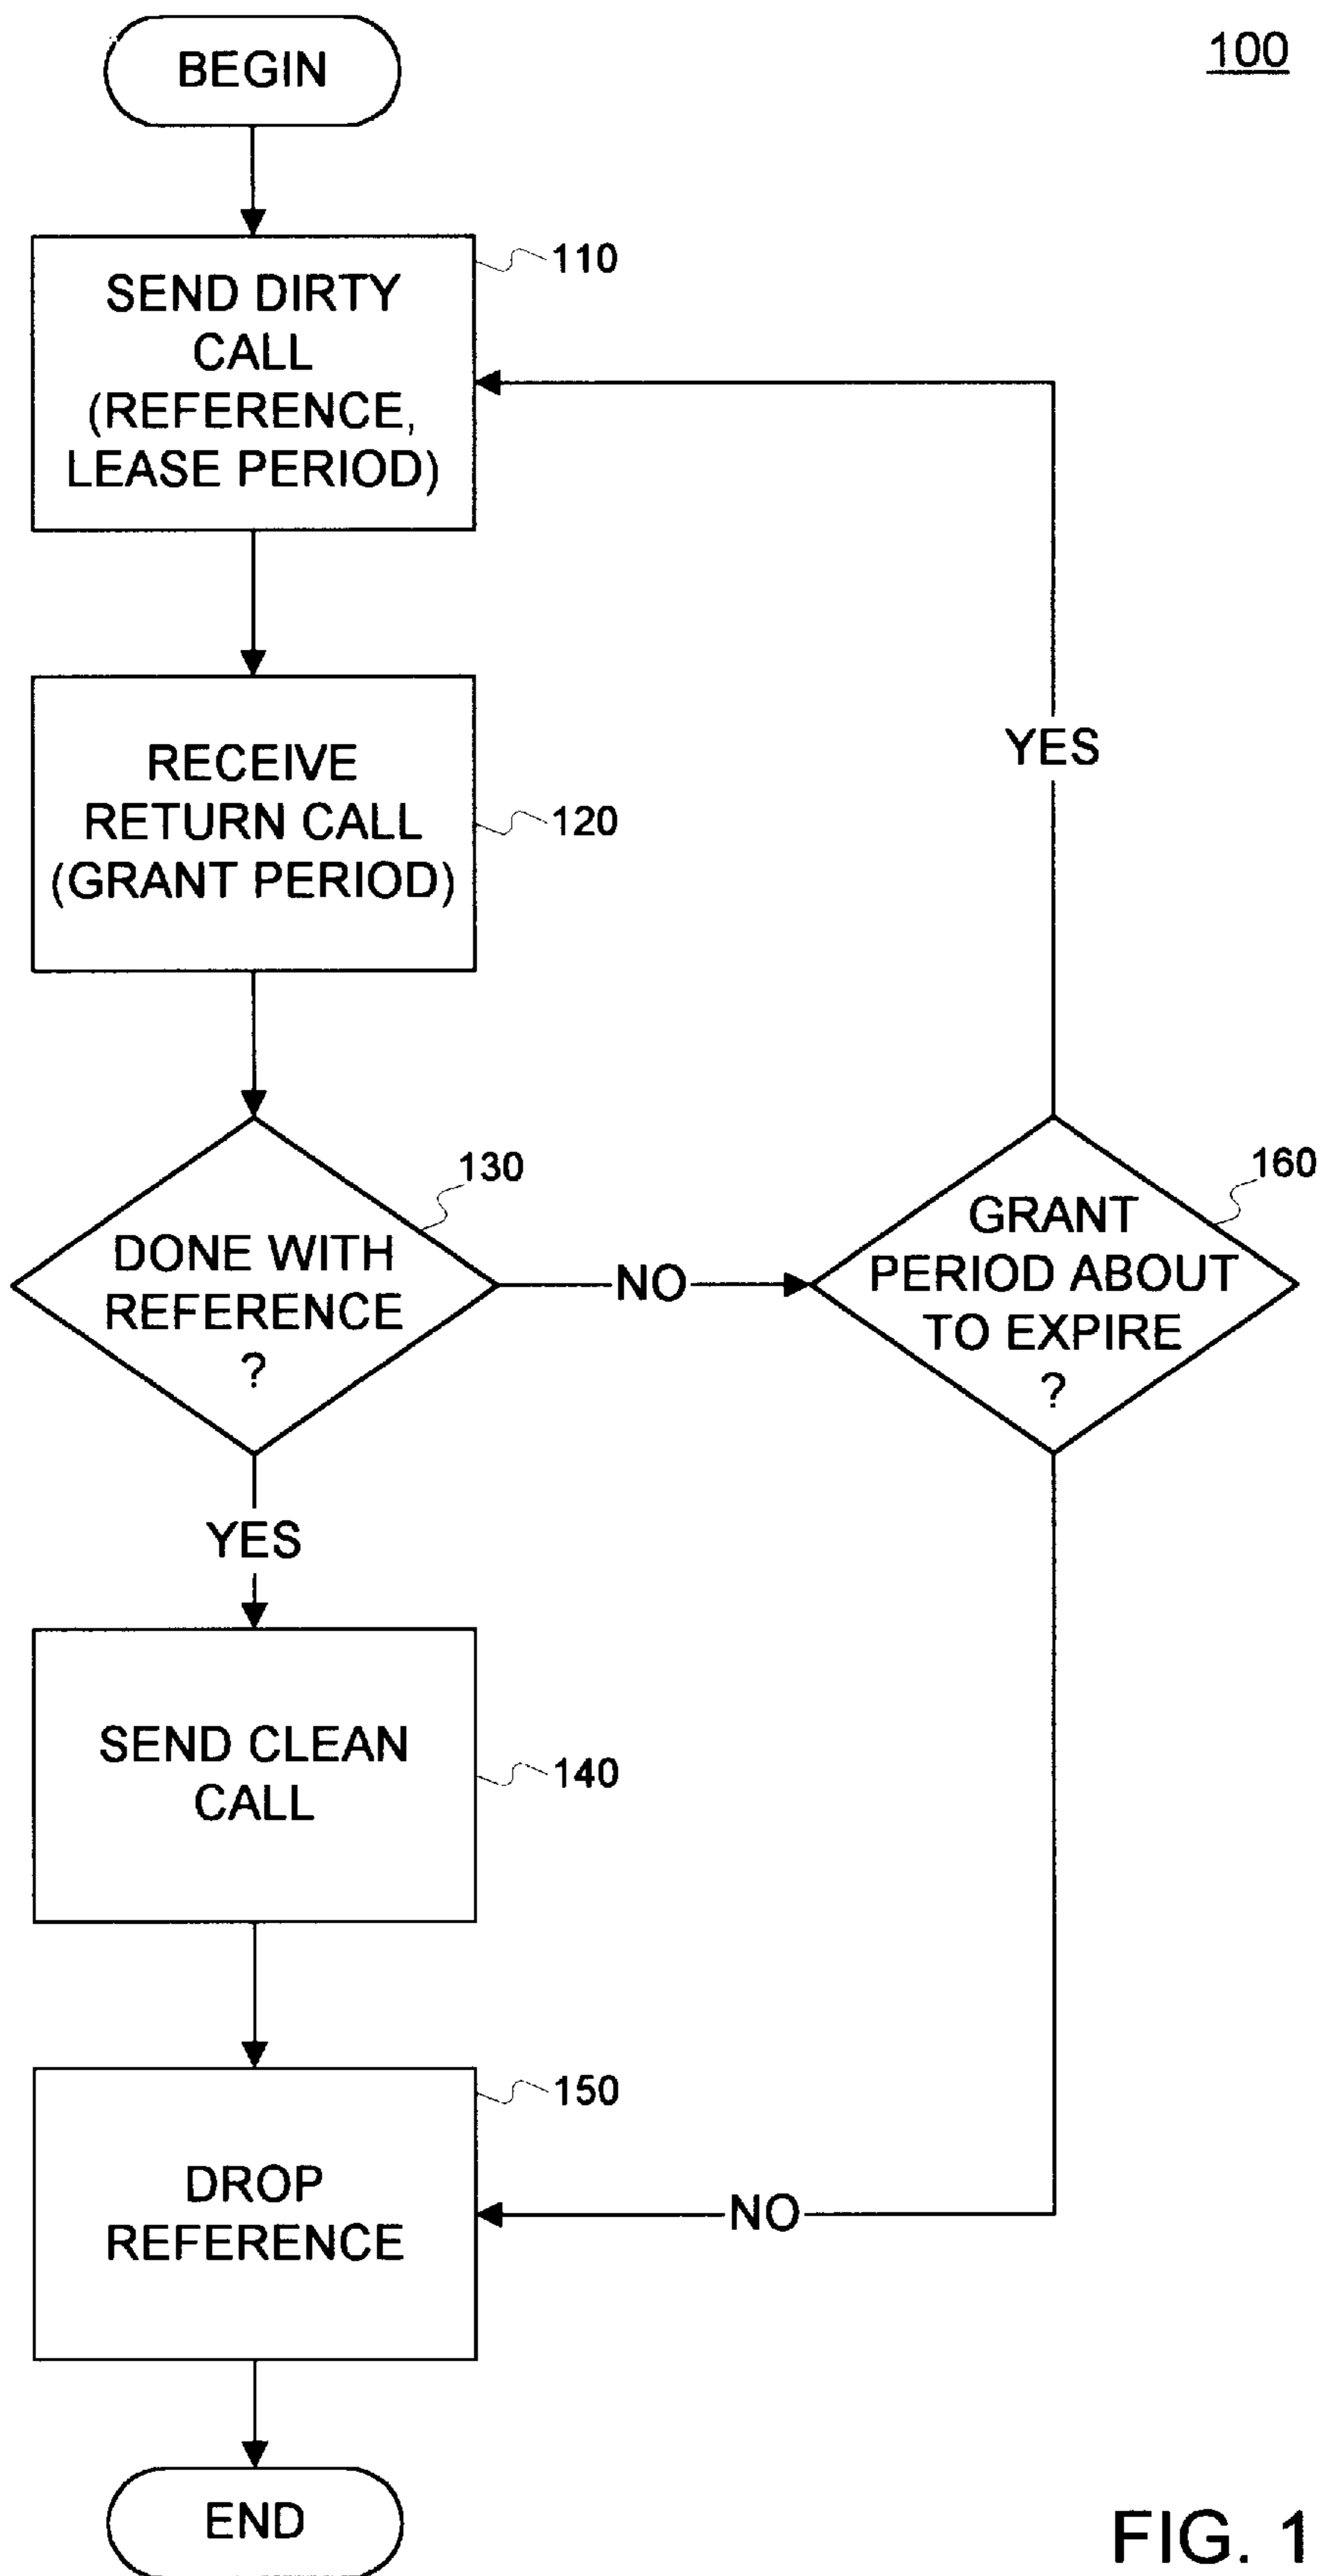 100
BEGIN
110
SEND DIRTY
CALL
(REFERENCE,
LEASE PERIOD)
YES
RECEIVE
RETURN CALL
(GRANT PERIOD)
120
130
DONE WITH
REFERENCE
?
NO
160
GRANT
PERIOD ABOUT
TO EXPIRE
?
YES
SEND CLEAN
CALL
140
150
DROP
REFERENCE
NO
END
FIG. 1